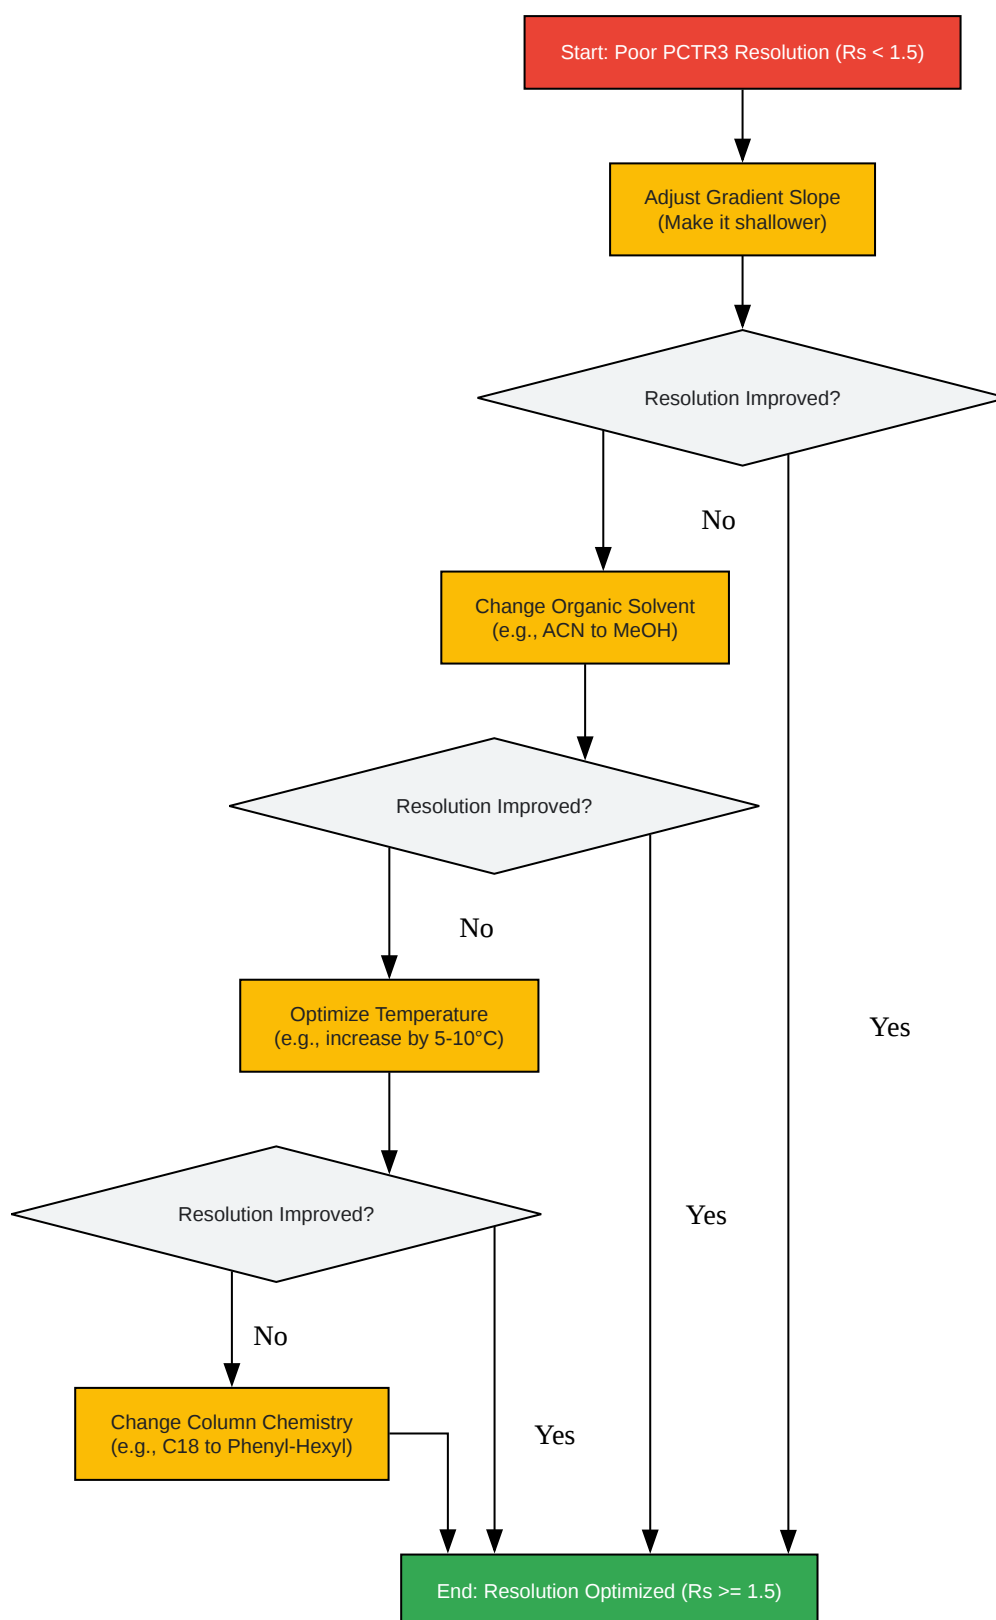 Start: Poor PCTR3 Resolution (Rs < 1.5)
Adjust Gradient Slope
(Make it shallower)
Resolution Improved?
No
Change Organic Solvent
(e.g., ACN to MeOH)
Resolution Improved?
No
Optimize Temperature
(e.g., increase by 5-10°C)
Yes
Resolution Improved?
Yes
No
Change Column Chemistry
(e.g., C18 to Phenyl-Hexyl)
Yes
End: Resolution Optimized (Rs >= 1.5)